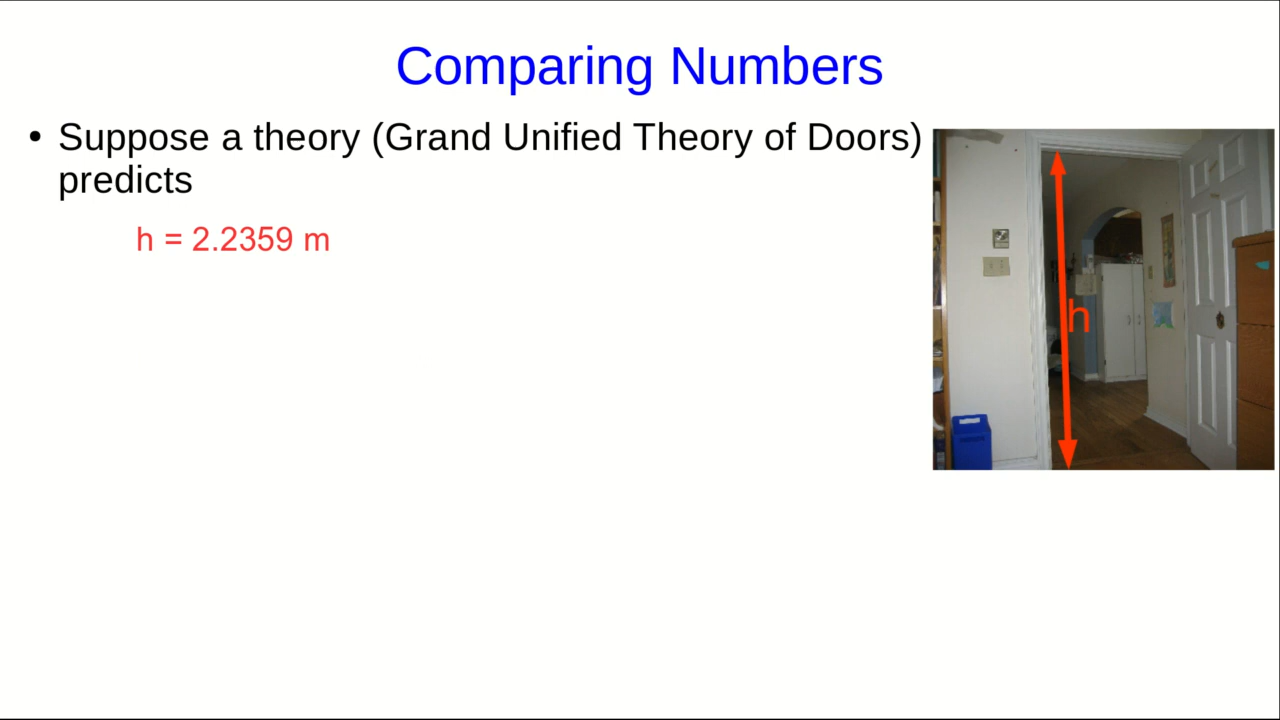 Comparing Numbers
• Suppose a theory (Grand Unified Theory of Doors)
predicts
h = 2.2359 m
h